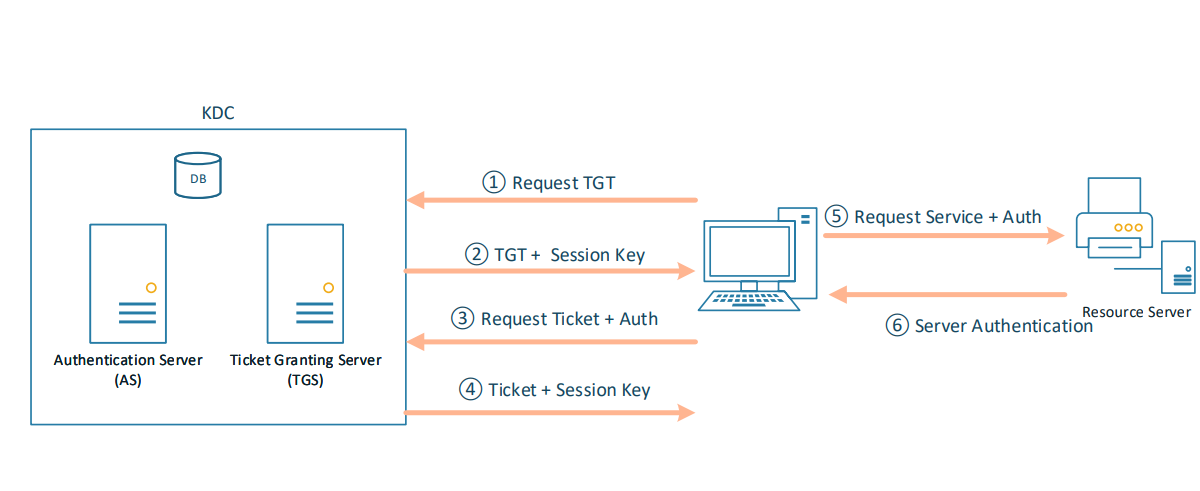 KDC
DB
Authentication Server
(AS)
Ticket Granting Server
(TGS)
① Request TGT
② TGT + Session Key
③ Request Ticket + Auth
④ Ticket + Session Key
⑤ Request Service + Auth
⑥ Server Authentication
Resource Server